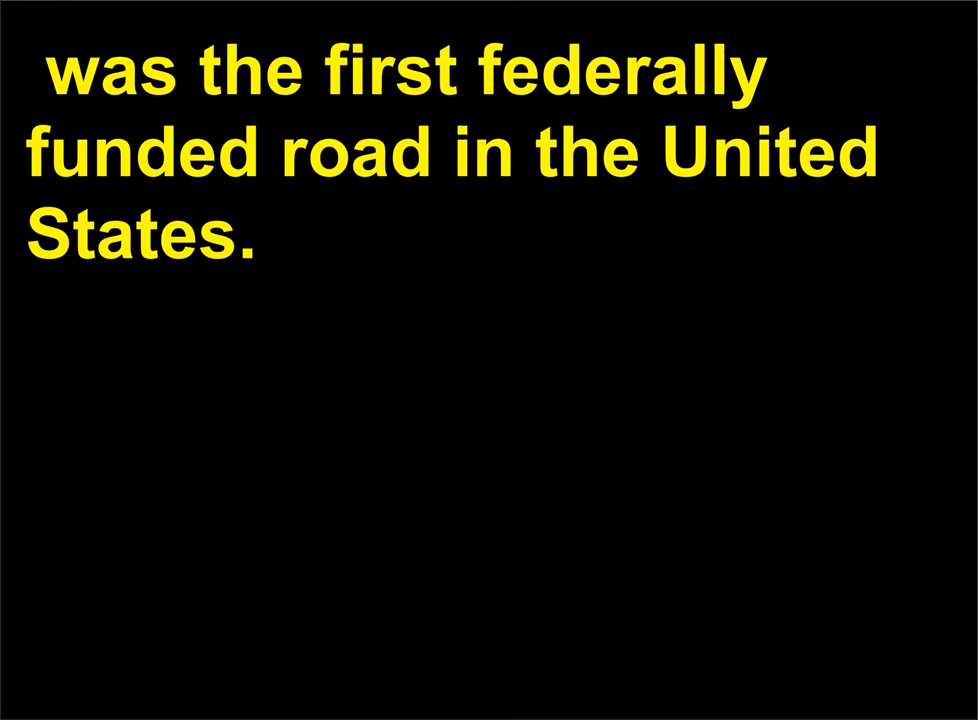 was the first federally
funded road in the United
States.